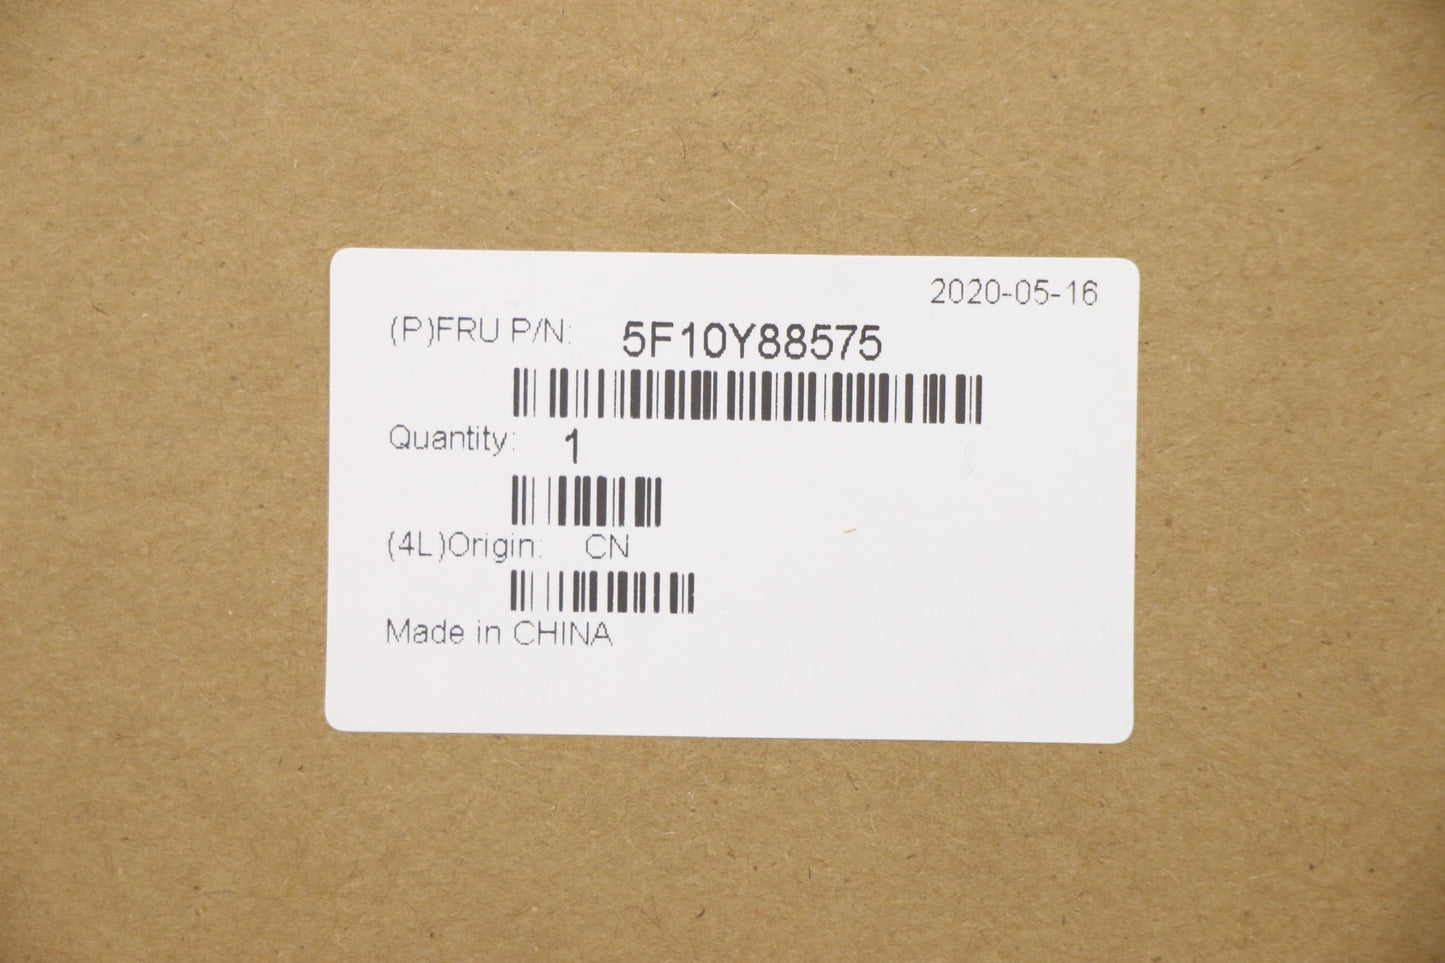 2020-05-16
(P)FRU P/N: 5F10Y88575
Quantity: 1
(4L)Origin: CN
Made in CHINA